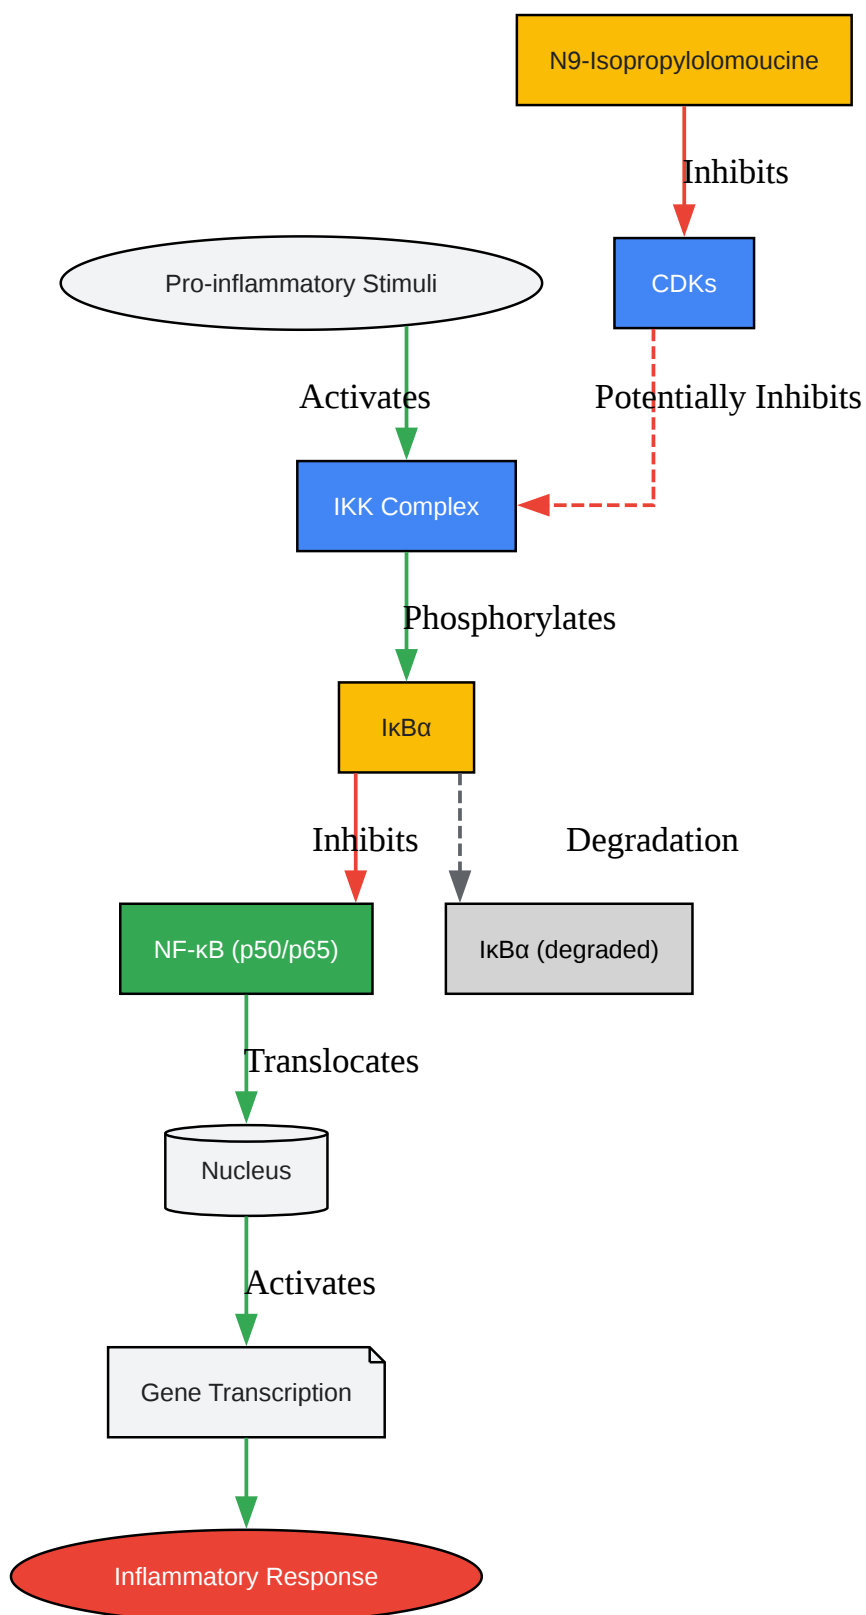 N9-Isopropylolomoucine
Inhibits
Pro-inflammatory Stimuli
CDKs
Activates
Potentially Inhibits
IKK Complex
Phosphorylates
IκBα
Inhibits
Degradation
NF-κB (p50/p65)
IκBα (degraded)
Translocates
Nucleus
Activates
Gene Transcription
Inflammatory Response